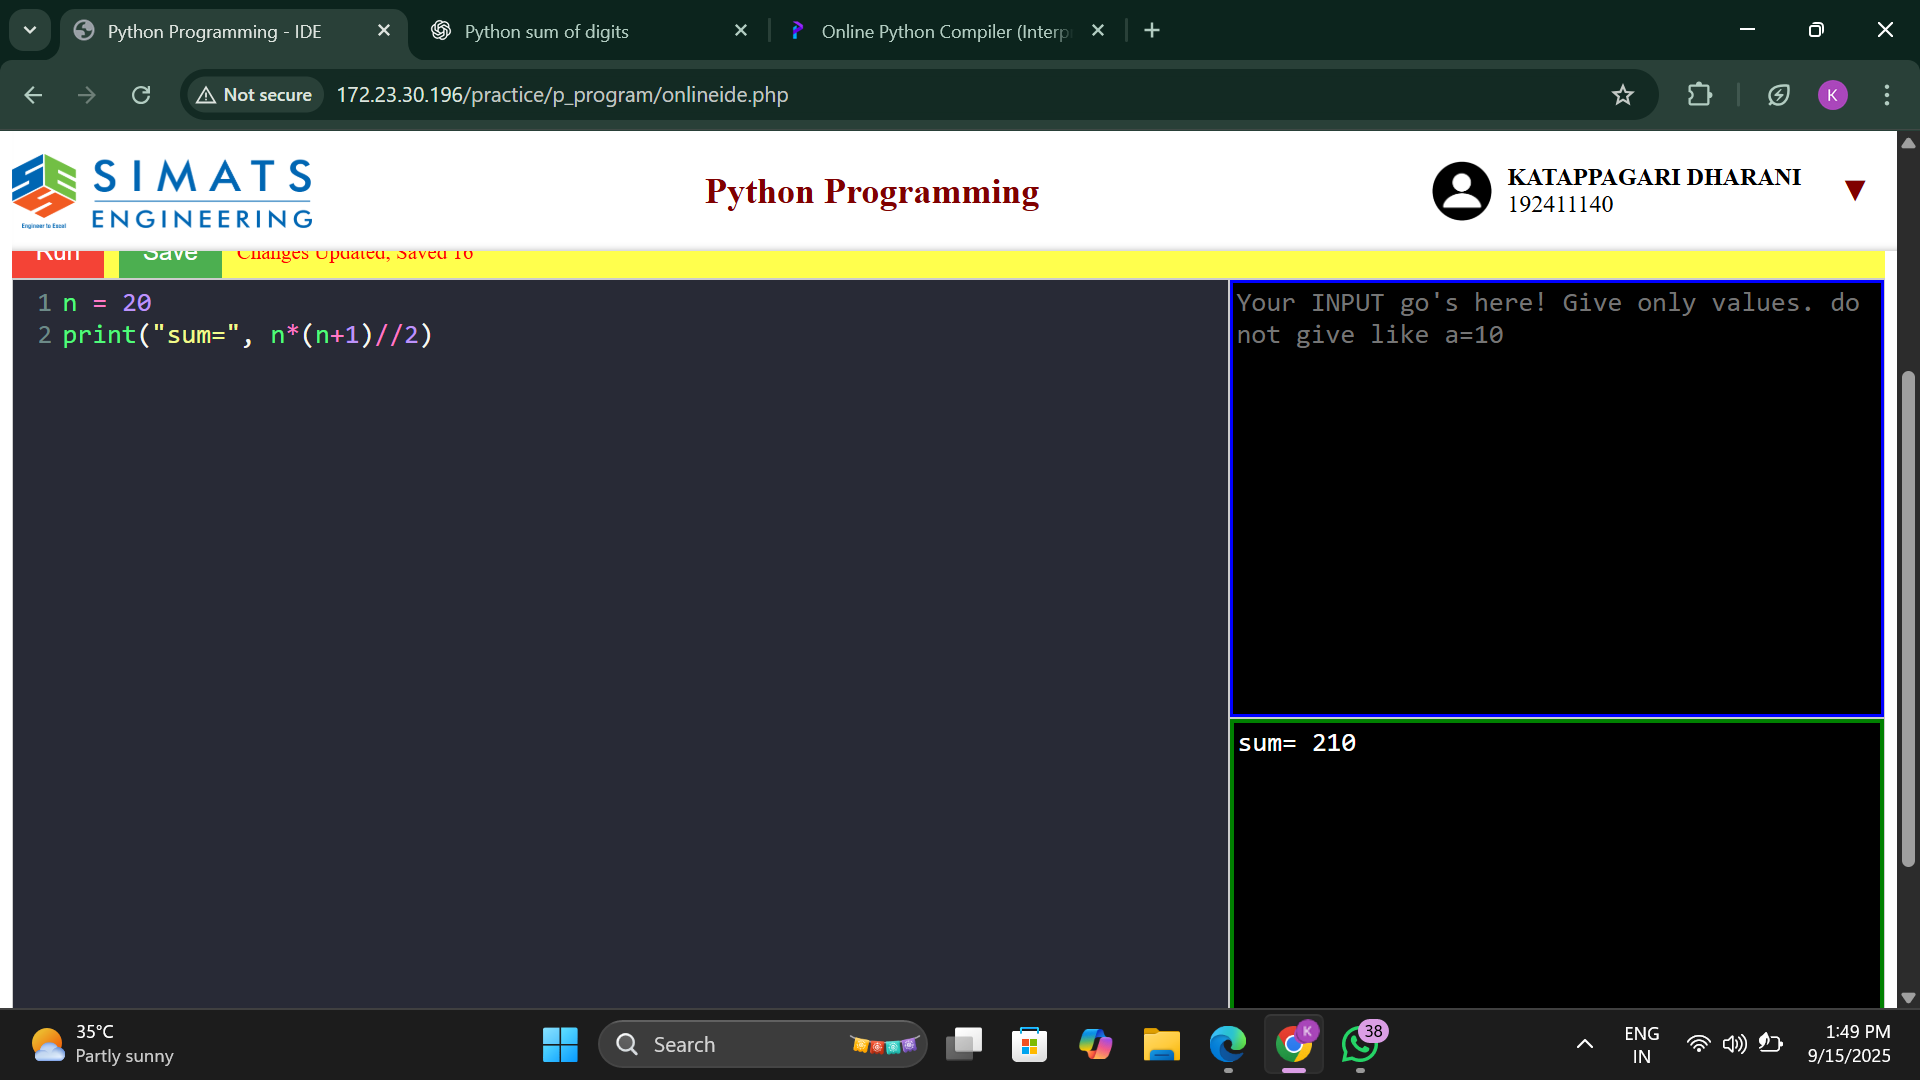 Python Programming - IDE
Python sum of digits
Online Python Compiler (Interp
Not secure
172.23.30.196/practice/p_program/onlineide.php
K
SIMATS
ENGINEERING
Engineer to Excel
Python Programming
KATAPPAGARI DHARANI
192411140
Run
Save
Changes Updated, Saved 16
1 n = 20
2 print("sum=", n*(n+1)//2)
Your INPUT go's here! Give only values. do
not give like a=10
sum= 210
35°C
Partly sunny
Search
K
38
ENG
IN
1:49 PM
9/15/2025